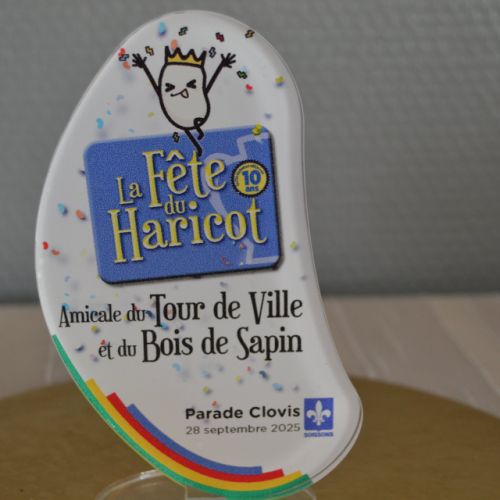 La Fête
du
Haricot
10
ans
Amicale du Tour de Ville
et du Bois de Sapin
Parade Clovis
28 septembre 2025
SOISSONS